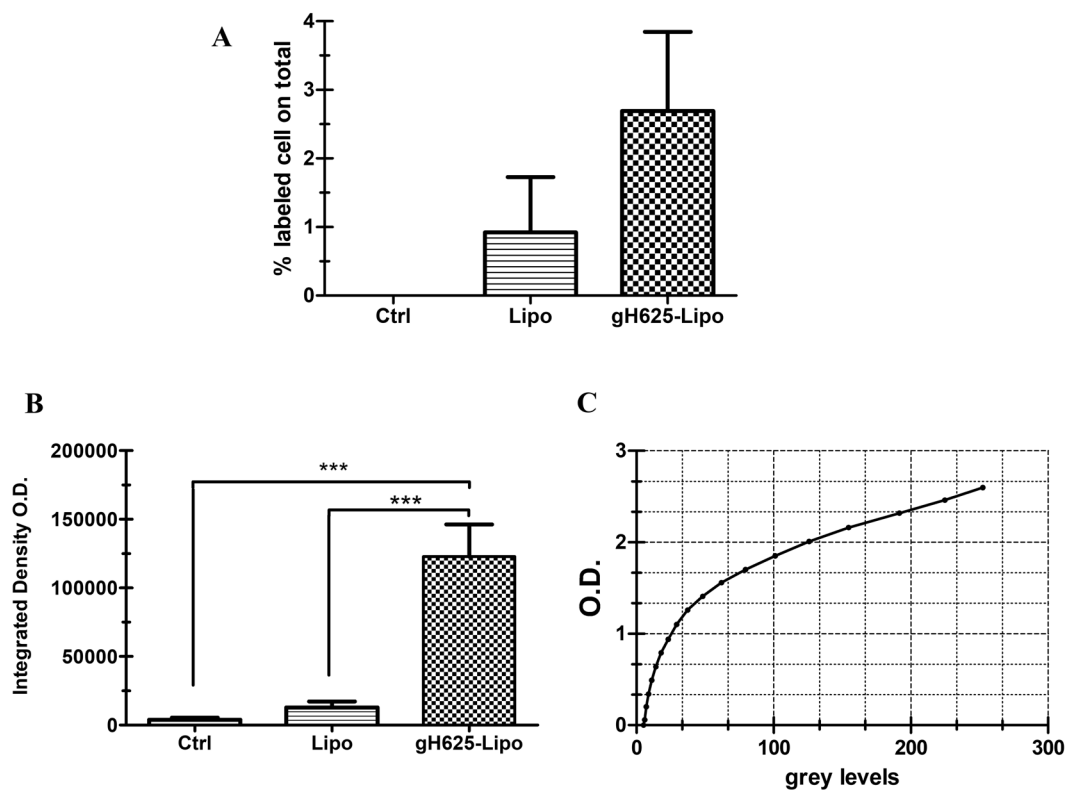 A
% labeled cell on total
4
3
2
1
0
Ctrl Lipo gH625-Lipo
B
Integrated Density O.D.
200000
150000
100000
50000
0
***
***
Ctrl Lipo gH625-Lipo
C
O.D.
3
2
1
0
0 100 200 300
grey levels